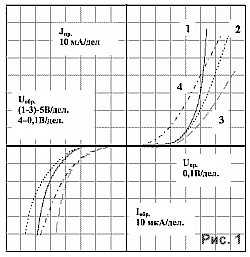 Jпр.
10 мА/дел
1
2
Uобр.
(1-3)-5В/дел.
4-0,1В/дел.
4
3
Uпр.
0,1В/дел.
Iобр.
10 мкА/дел.
Рис. 1